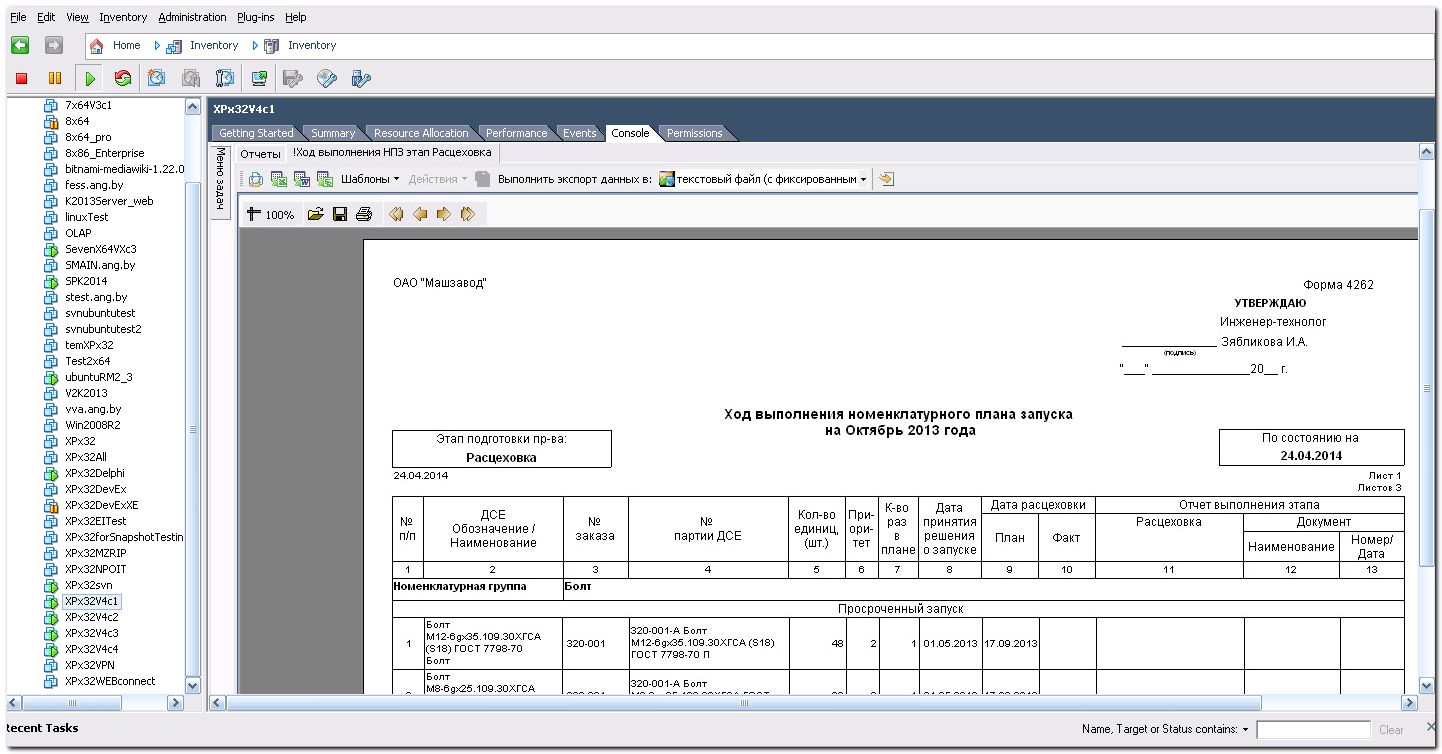 File Edit View Inventory Administration Plug-ins Help
Home Inventory Inventory
7x64V3c1
8x64
8x64_pro
8x86_Enterprise
bitnami-mediawiki-1.22.0
fess.ang.by
K2013Server_web
linuxTest
OLAP
SevenX64VXc3
SMAIN.ang.by
SPK2014
stest.ang.by
svnubuntutest
svnubuntutest2
temXPx32
Test2x64
ubuntuRM2_3
V2K2013
vva.ang.by
Win2008R2
XPx32
XPx32All
XPx32Delphi
XPx32DevEx
XPx32DevExXE
XPx32EITest
XPx32forSnapshotTestin
XPx32MZRIP
XPx32NPOIT
XPx32svn
XPx32V4c1
XPx32V4c2
XPx32V4c3
XPx32V4c4
XPx32VPN
XPx32WEBconnect
XPx32V4c1
Getting Started Summary Resource Allocation Performance Events Console Permissions
Меню задач
Отчеты !Ход выполнения НПЗ этап Расцеховка
Шаблоны Действия Выполнить экспорт данных в: текстовый файл (с фиксированным
100%
ОАО "Машзавод"
Форма 4262
УТВЕРЖДАЮ
Инженер-технолог
_______________ Зябликова И.А.
(подпись)
"___" _______________20__ г.
Ход выполнения номенклатурного плана запуска
на Октябрь 2013 года
Этап подготовки пр-ва:
Расцеховка
По состоянию на
24.04.2014
24.04.2014
Лист 1
Листов 3
№ п/п
ДСЕ Обозначение / Наименование
№ заказа
№ партии ДСЕ
Кол-во единиц, (шт.)
При-ори-тет
К-во раз в плане
Дата принятия решения о запуске
Дата расцеховки
План Факт
Отчет выполнения этапа
Расцеховка
Документ
Наименование
Номер/ Дата
1 2 3 4 5 6 7 8 9 10 11 12 13
Номенклатурная группа Болт
Просроченный запуск
1
Болт
М12-6gх35.109.30ХГСА
(S18) ГОСТ 7798-70
Болт
320-001
320-001-А Болт
М12-6gх35.109.30ХГСА (S18)
ГОСТ 7798-70 П
48 2 1 01.05.2013 17.09.2013
Болт
М8-6gх25.109.30ХГСА
320-001-А Болт
Recent Tasks
Name, Target or Status contains: Clear